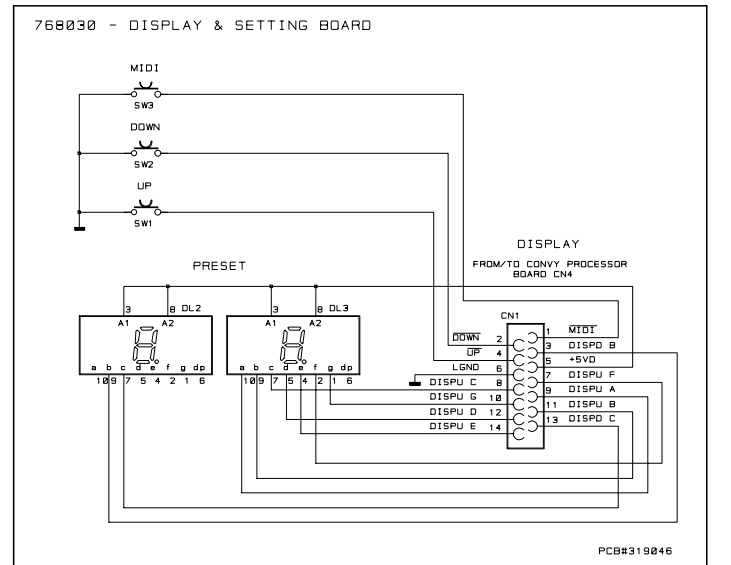 768030 - DISPLAY & SETTING BOARD
MIDI
SW3
DOWN
SW2
UP
SW1
PRESET
DISPLAY
FROM/TO CONVY PROCESSOR
BOARD CN4
3 8 DL2
A1 A2
a b c d e f g dp
10 9 7 5 4 2 1 6
3 8 DL3
A1 A2
a b c d e f g dp
10 9 7 5 4 2 1 6
CN1
DOWN 2
UP 4
LGND 6
DISPU C 8
DISPU G 10
DISPU D 12
DISPU E 14
1 MIDI
3 DISPD B
5 +5VD
7 DISPU F
9 DISPU A
11 DISPU B
13 DISPD C
PCB#319046